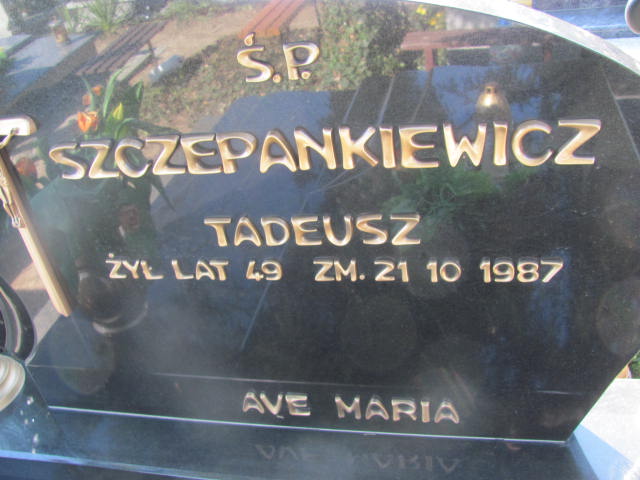 Ś.P.
SZCZEPANKIEWICZ
TADEUSZ
ŻYŁ LAT 49 ZM. 21 10 1987
AVE MARIA